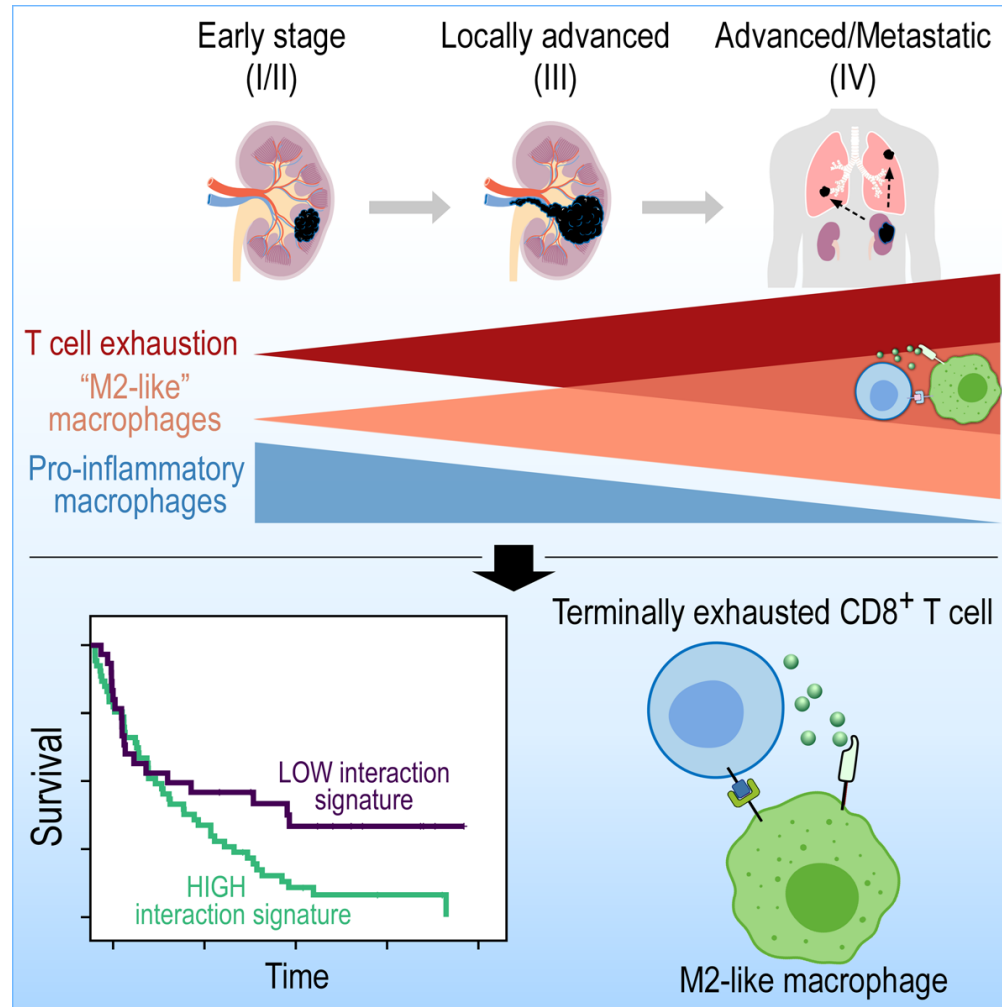 Early stage
(I/II)
Locally advanced
(III)
Advanced/Metastatic
(IV)
T cell exhaustion
“M2-like”
macrophages
Pro-inflammatory
macrophages
Survival
LOW interaction
signature
HIGH
interaction signature
Time
Terminally exhausted CD8⁺ T cell
M2-like macrophage